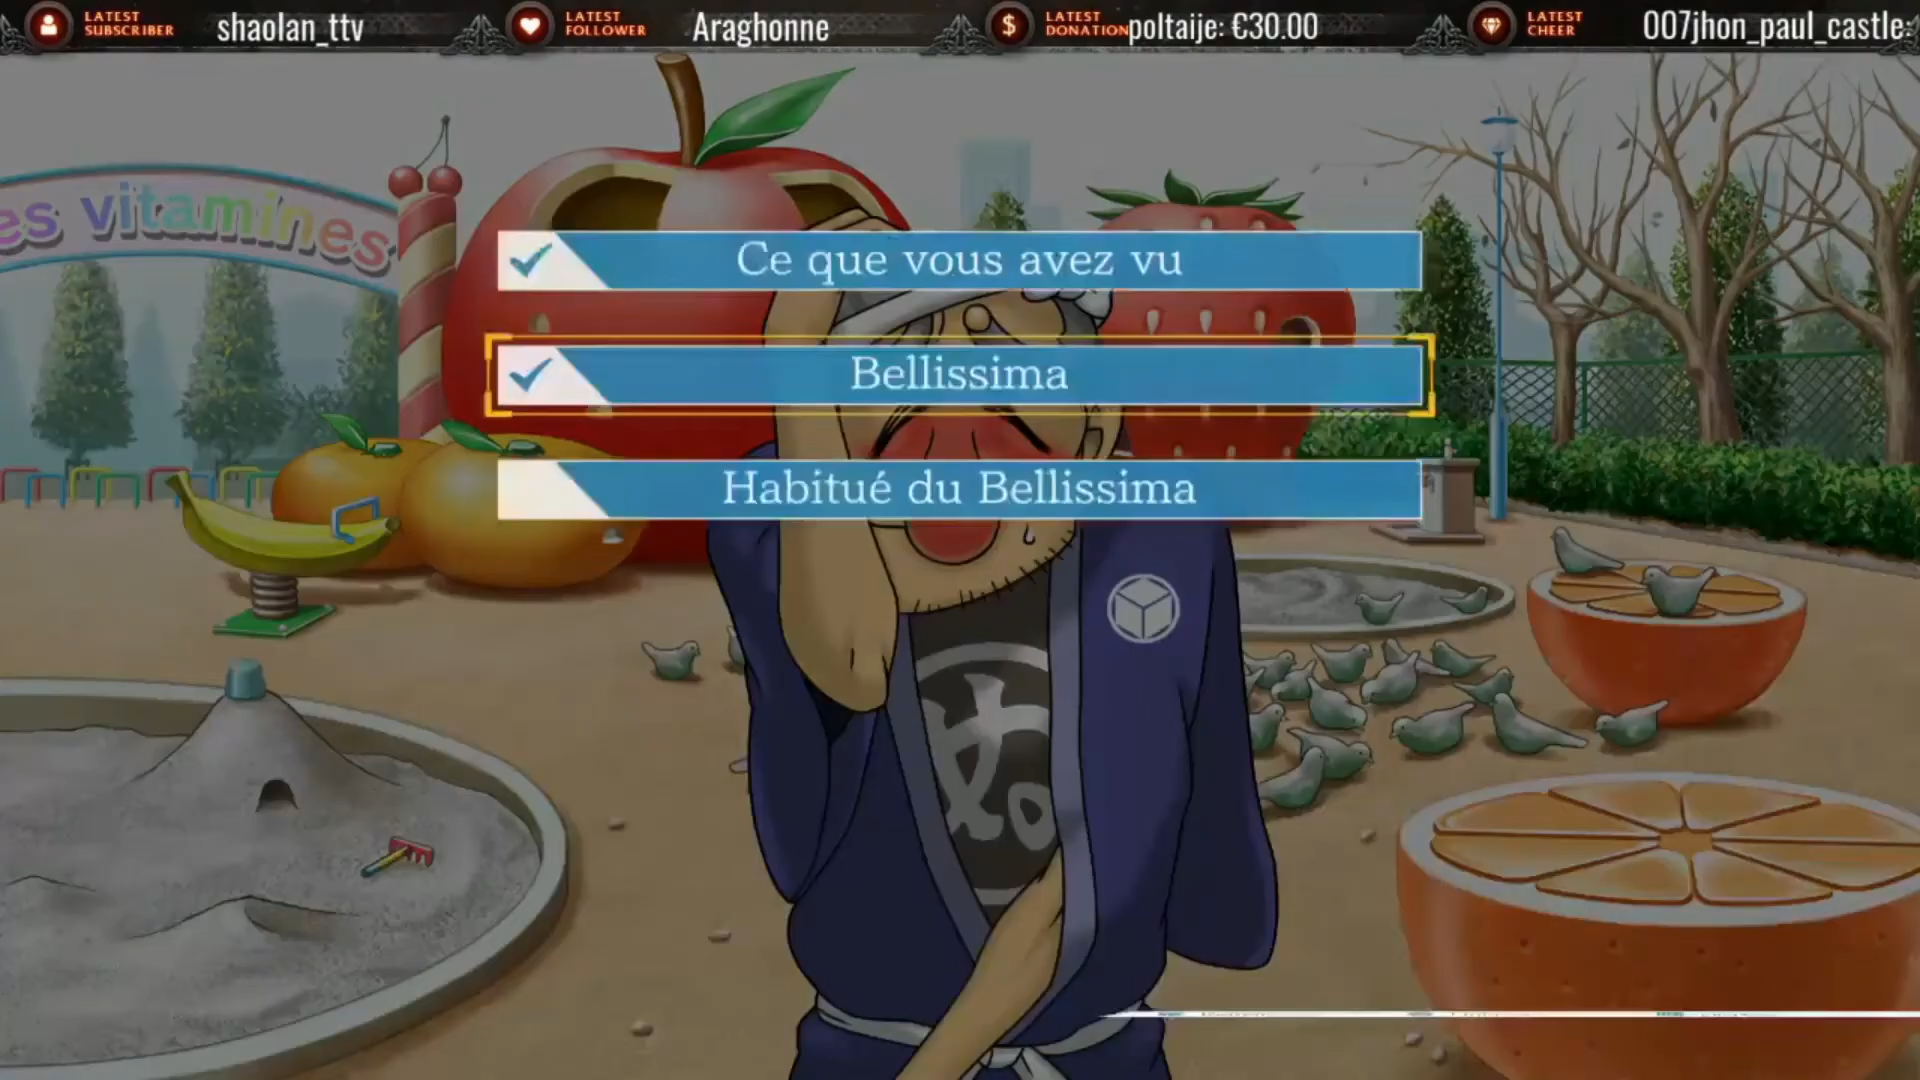 LATEST SUBSCRIBER shaolan_ttv LATEST FOLLOWER Araghonne LATEST DONATION poltaije: €30.00 LATEST CHEER 007jhon_paul_castle:
es vitamines
Ce que vous avez vu
Bellissima
Habitué du Bellissima